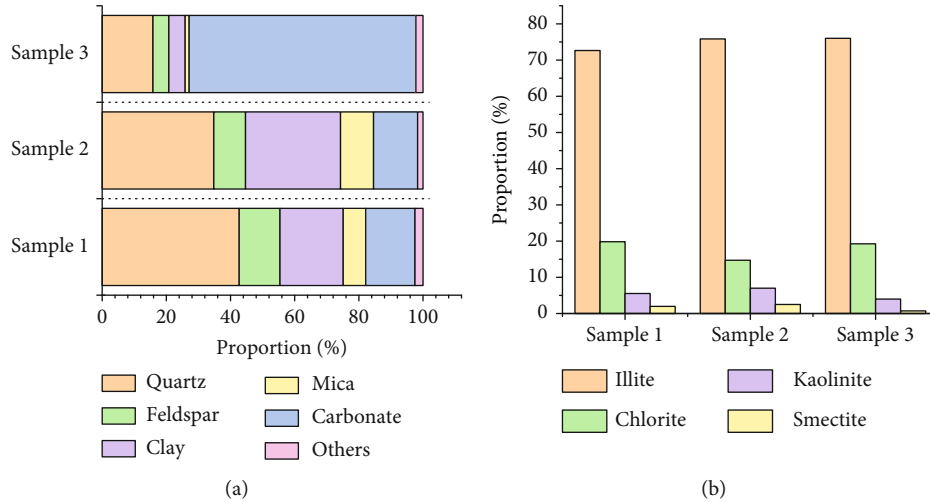 Sample 3
Sample 2
Sample 1
0 20 40 60 80 100
Proportion (%)
Quartz
Feldspar
Clay
Mica
Carbonate
Others
(a)
Proportion (%)
80
70
60
50
40
30
20
10
0
Sample 1 Sample 2 Sample 3
Illite
Chlorite
Kaolinite
Smectite
(b)